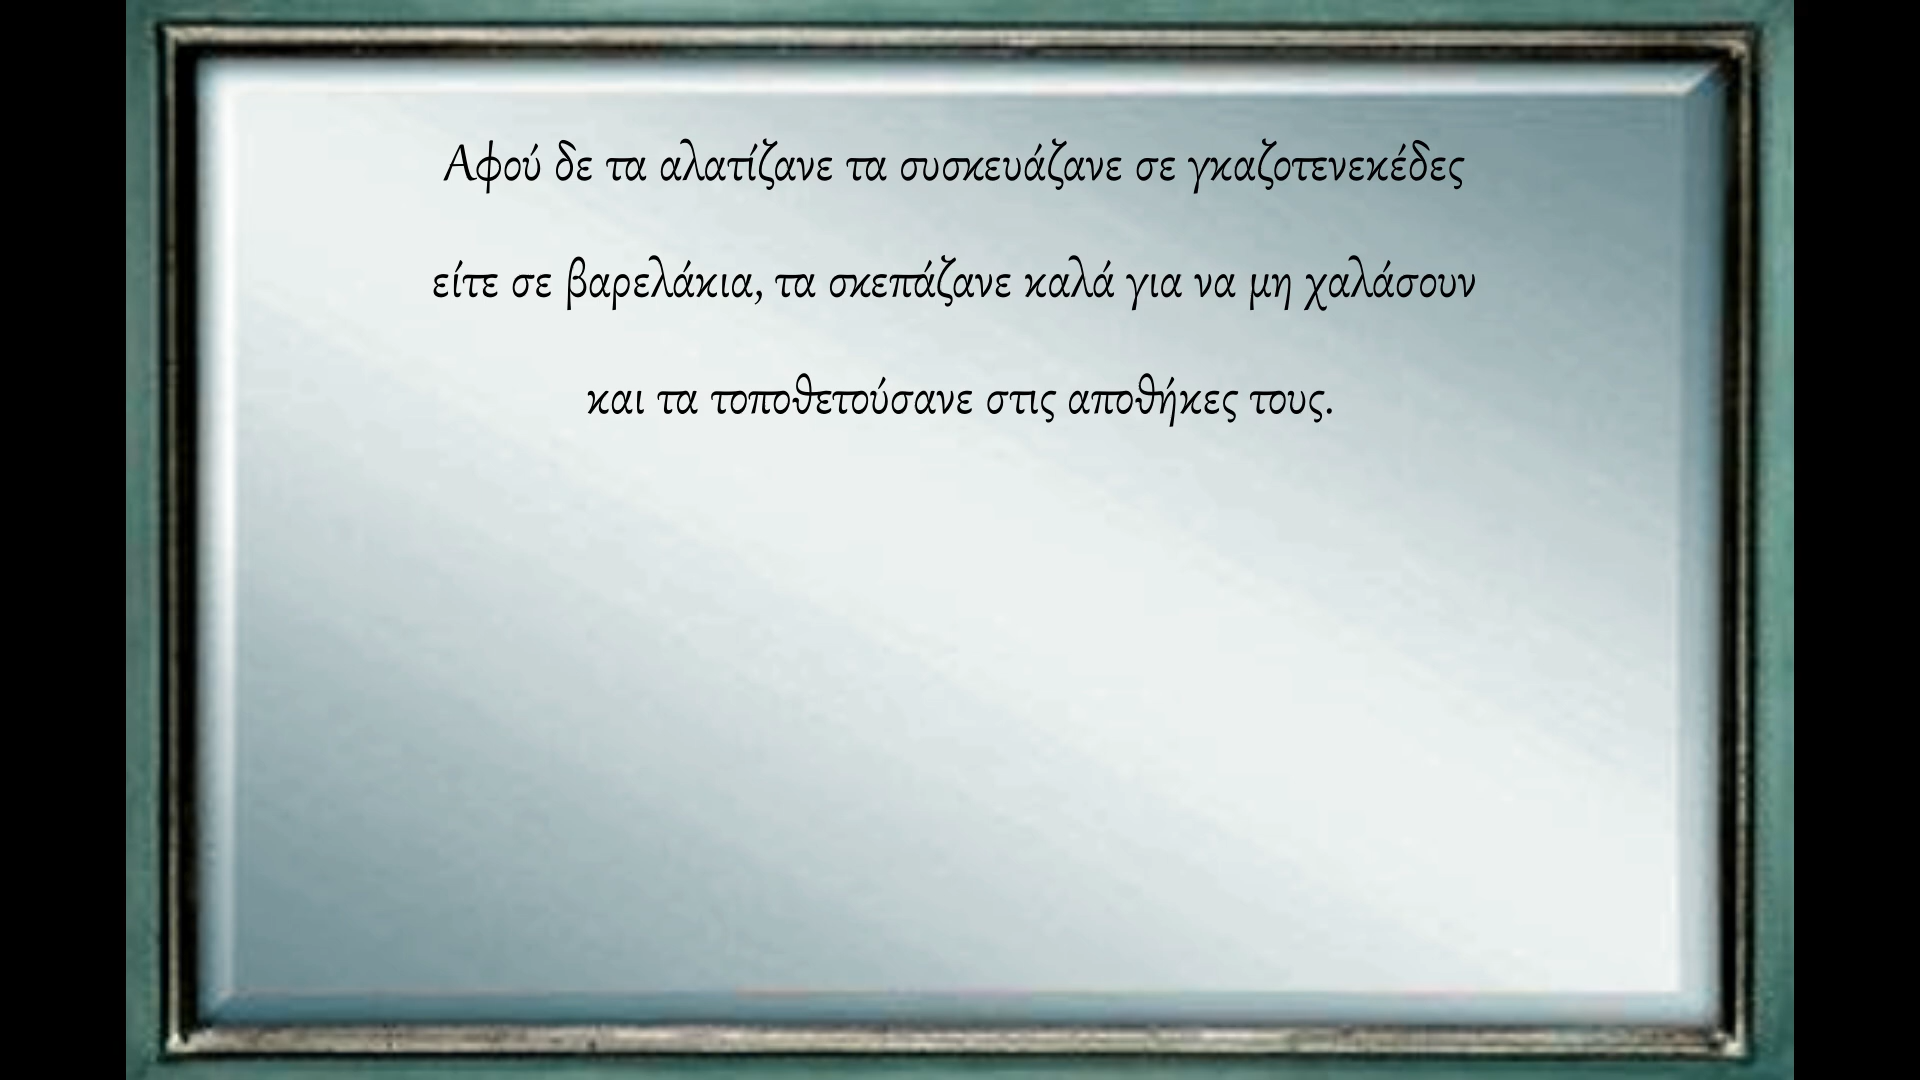 Αφού δε τα αλατίζανε τα συσκευάζανε σε γκαζοτενεκέδες
είτε σε βαρελάκια, τα σκεπάζανε καλά για να μη χαλάσουν
και τα τοποθετούσανε στις αποθήκες τους.